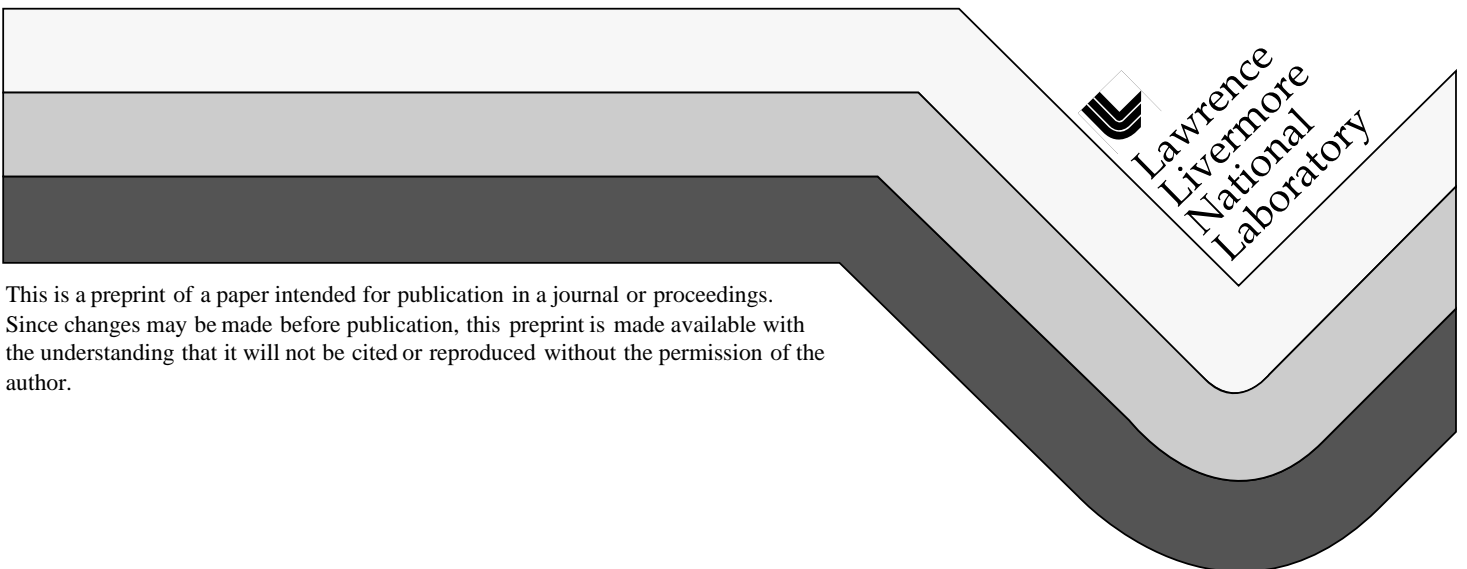 Lawrence
Livermore
National
Laboratory
This is a preprint of a paper intended for publication in a journal or proceedings.
Since changes may be made before publication, this preprint is made available with
the understanding that it will not be cited or reproduced without the permission of the
author.